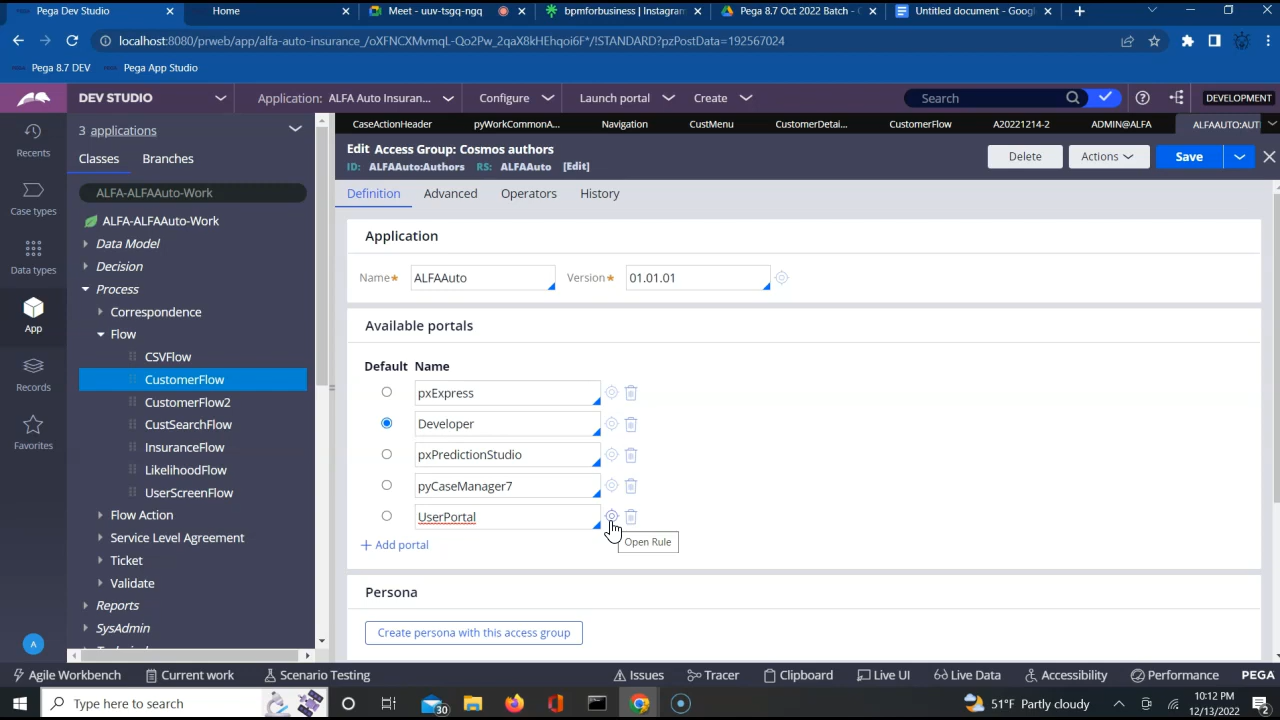 Pega Dev Studio
Home
Meet - uuv-tsgq-nqq
bpmforbusiness | Instagram
Pega 8.7 Oct 2022 Batch -
Untitled document - Goog
localhost:8080/prweb/app/alfa-auto-insurance_/oXFNCXMvmqL-Qo2Pw_2qaX8kHEhqoi6F*/!STANDARD?pzPostData=192567024
Pega 8.7 DEV
Pega App Studio
DEV STUDIO
Application: ALFA Auto Insuran...
Configure
Launch portal
Create
Search
DEVELOPMENT
3 applications
CaseActionHeader
pyWorkCommonA...
Navigation
CustMenu
CustomerDetai...
CustomerFlow
A20221214-2
ADMIN@ALFA
ALFAAUTO:AUT
Recents
Case types
Data types
App
Records
Favorites
A
Classes
Branches
ALFA-ALFAAuto-Work
ALFA-ALFAAuto-Work
Data Model
Decision
Process
Correspondence
Flow
CSVFlow
CustomerFlow
CustomerFlow2
CustSearchFlow
InsuranceFlow
LikelihoodFlow
UserScreenFlow
Flow Action
Service Level Agreement
Ticket
Validate
Reports
SysAdmin
Edit Access Group: Cosmos authors
ID: ALFAAuto:Authors RS: ALFAAuto [Edit]
Delete
Actions
Save
Definition
Advanced
Operators
History
Application
Name* ALFAAuto
Version* 01.01.01
Available portals
Default Name
pxExpress
Developer
pxPredictionStudio
pyCaseManager7
UserPortal
Open Rule
+ Add portal
Persona
Create persona with this access group
Agile Workbench
Current work
Scenario Testing
Issues
Tracer
Clipboard
Live UI
Live Data
Accessibility
Performance
PEGA
Type here to search
30
51°F Partly cloudy
10:12 PM
12/13/2022
2